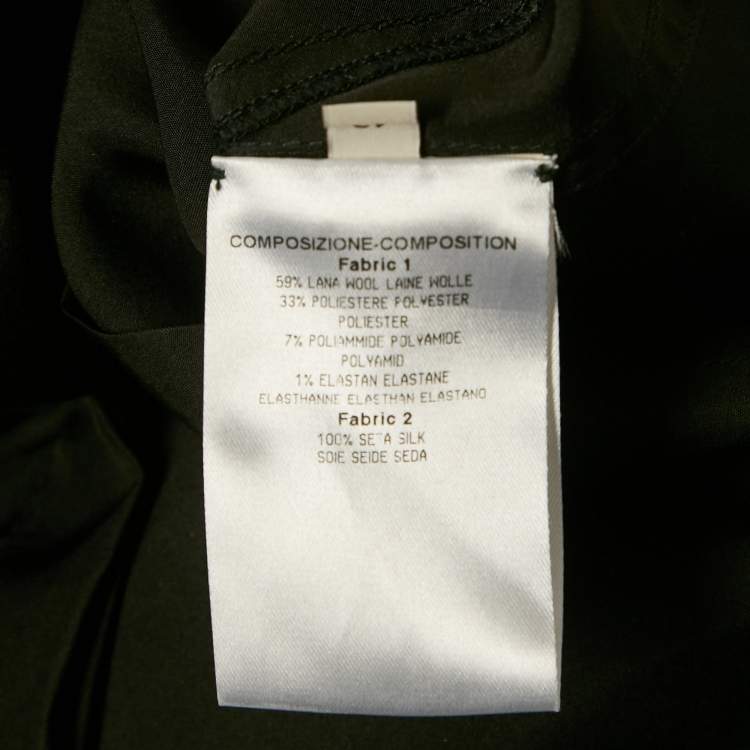 COMPOSIZIONE-COMPOSITION
Fabric 1
59% LANA WOOL LAINE WOLLE
33% POLIESTERE POLYESTER
POLIESTER
7% POLIAMMIDE POLYAMIDE
POLYAMID
1% ELASTAN ELASTANE
ELASTHANNE ELASTHAN ELASTANO
Fabric 2
100% SETA SILK
SOIE SEIDE SEDA